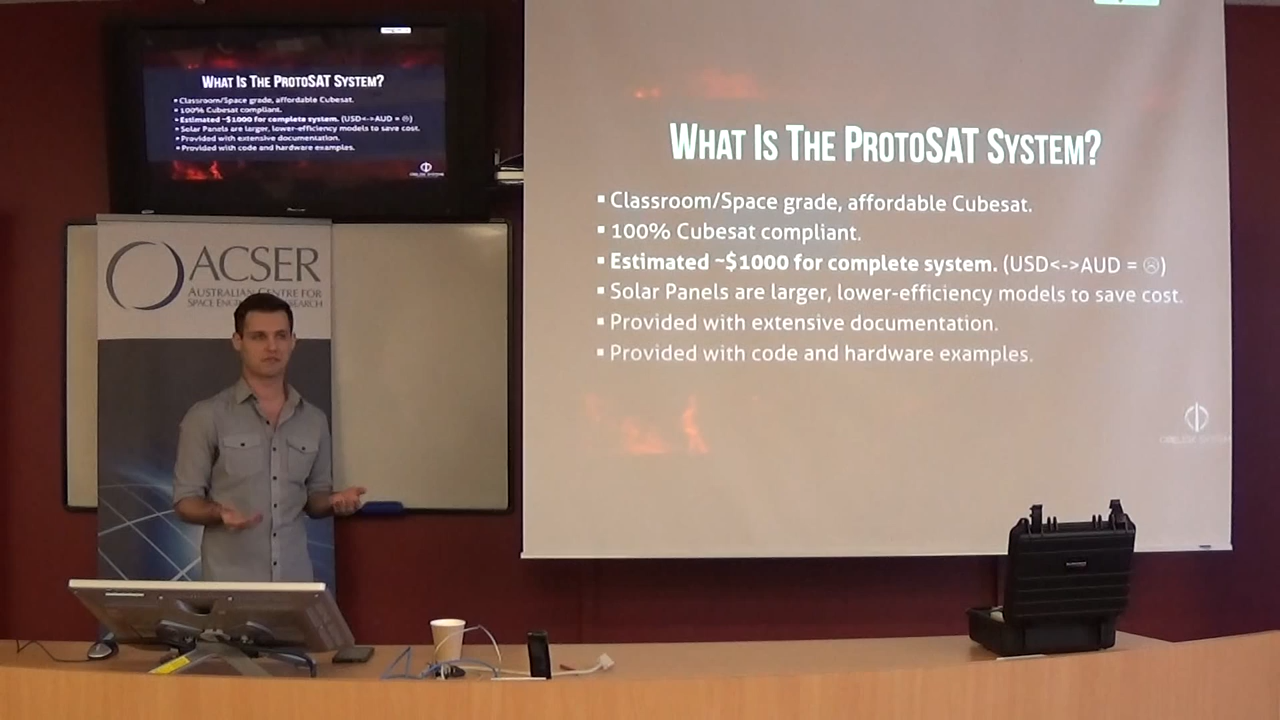 WHAT IS THE PROTOSAT SYSTEM?
▪ Classroom/Space grade, affordable Cubesat.
▪ 100% Cubesat compliant.
▪ Estimated ~$1000 for complete system. (USD<->AUD = ☹)
▪ Solar Panels are larger, lower-efficiency models to save cost.
▪ Provided with extensive documentation.
▪ Provided with code and hardware examples.
ACSER
AUSTRALIAN CENTRE FOR
WHAT IS THE PROTOSAT SYSTEM?
▪ Classroom/Space grade, affordable Cubesat.
▪ 100% Cubesat compliant.
▪ Estimated ~$1000 for complete system. (USD<->AUD = ☹)
▪ Solar Panels are larger, lower-efficiency models to save cost.
▪ Provided with extensive documentation.
▪ Provided with code and hardware examples.